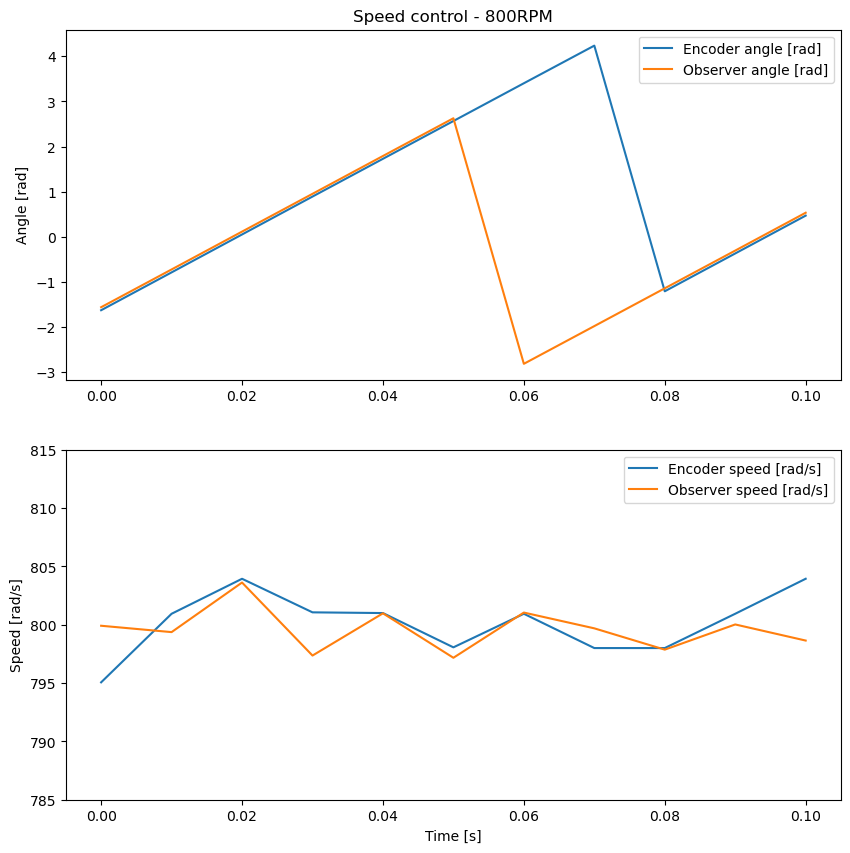 Speed control - 800RPM
Encoder angle [rad]
Observer angle [rad]
Angle [rad]
4
3
2
1
0
−1
−2
−3
0.00 0.02 0.04 0.06 0.08 0.10
Encoder speed [rad/s]
Observer speed [rad/s]
Speed [rad/s]
815
810
805
800
795
790
785
0.00 0.02 0.04 0.06 0.08 0.10
Time [s]